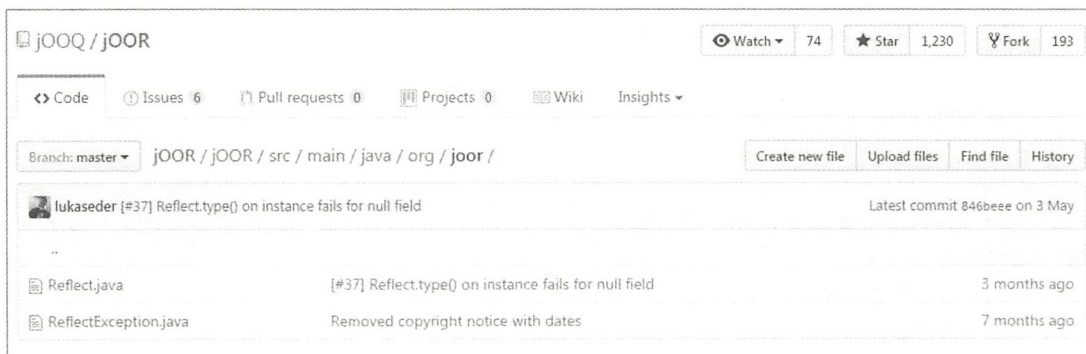 jOOQ / jOOR Watch 74 Star 1,230 Fork 193
<> Code Issues 6 Pull requests 0 Projects 0 Wiki Insights
Branch: master jOOR / jOOR / src / main / java / org / joor / Create new file Upload files Find file History
lukaseder [#37] Reflect.type() on instance fails for null field Latest commit 846beee on 3 May
..
Reflect.java [#37] Reflect.type() on instance fails for null field 3 months ago
ReflectException.java Removed copyright notice with dates 7 months ago